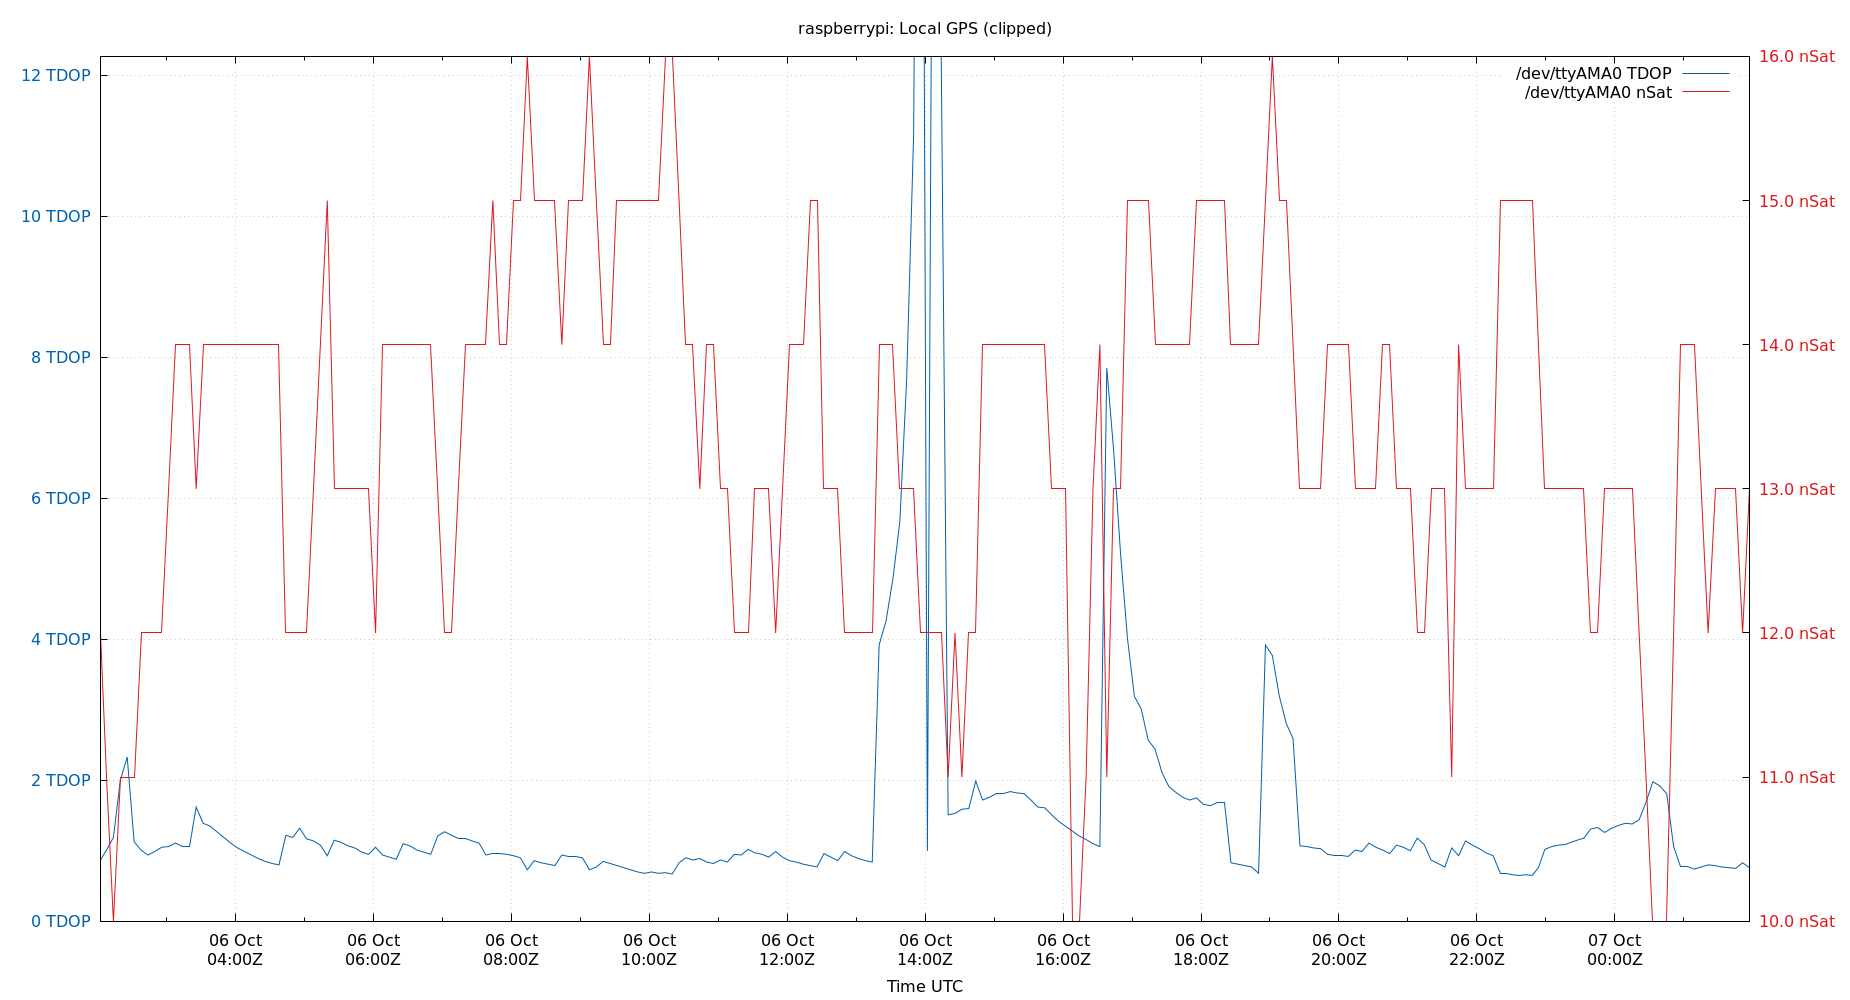 raspberrypi: Local GPS (clipped)
/dev/ttyAMA0 TDOP
/dev/ttyAMA0 nSat
12 TDOP
10 TDOP
8 TDOP
6 TDOP
4 TDOP
2 TDOP
0 TDOP
16.0 nSat
15.0 nSat
14.0 nSat
13.0 nSat
12.0 nSat
11.0 nSat
10.0 nSat
06 Oct
04:00Z
06 Oct
06:00Z
06 Oct
08:00Z
06 Oct
10:00Z
06 Oct
12:00Z
06 Oct
14:00Z
06 Oct
16:00Z
06 Oct
18:00Z
06 Oct
20:00Z
06 Oct
22:00Z
07 Oct
00:00Z
Time UTC